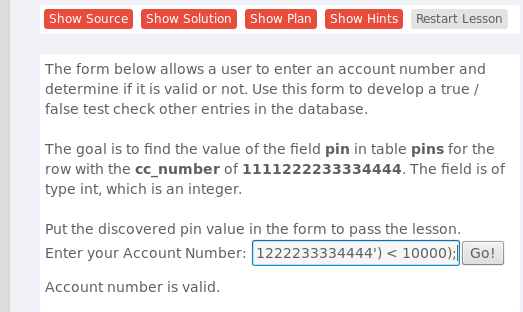 Show Source Show Solution Show Plan Show Hints Restart Lesson
The form below allows a user to enter an account number and
determine if it is valid or not. Use this form to develop a true /
false test check other entries in the database.
The goal is to find the value of the field pin in table pins for the
row with the cc_number of 1111222233334444. The field is of
type int, which is an integer.
Put the discovered pin value in the form to pass the lesson.
Enter your Account Number: 1222233334444') < 10000); Go!
Account number is valid.